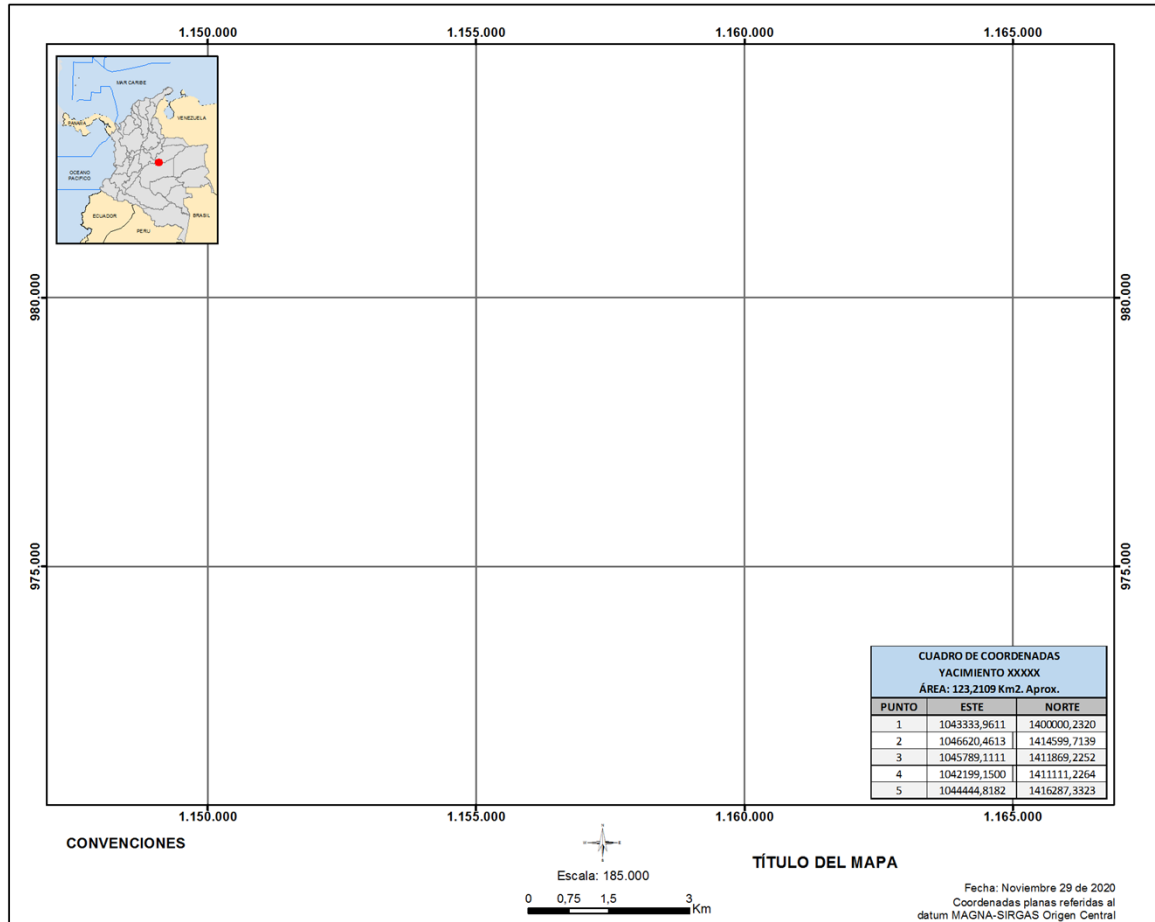 1.150.000 1.155.000 1.160.000 1.165.000
MAR CARIBE
PANAMA
VENEZUELA
OCEANO
PACIFICO
ECUADOR
BRASIL
PERU
980.000 980.000
975.000 975.000
CUADRO DE COORDENADAS
YACIMIENTO XXXXX
ÁREA: 123,2109 Km2. Aprox.
PUNTO ESTE NORTE
1 1043333,9611 1400000,2320
2 1046620,4613 1414599,7139
3 1045789,1111 1411869,2252
4 1042199,1500 1411111,2264
5 1044444,8182 1416287,3323
1.150.000 1.155.000 1.160.000 1.165.000
CONVENCIONES
TÍTULO DEL MAPA
Escala: 185.000
0 0,75 1,5 3
Km
Fecha: Noviembre 29 de 2020
Coordenadas planas referidas al
datum MAGNA-SIRGAS Origen Central